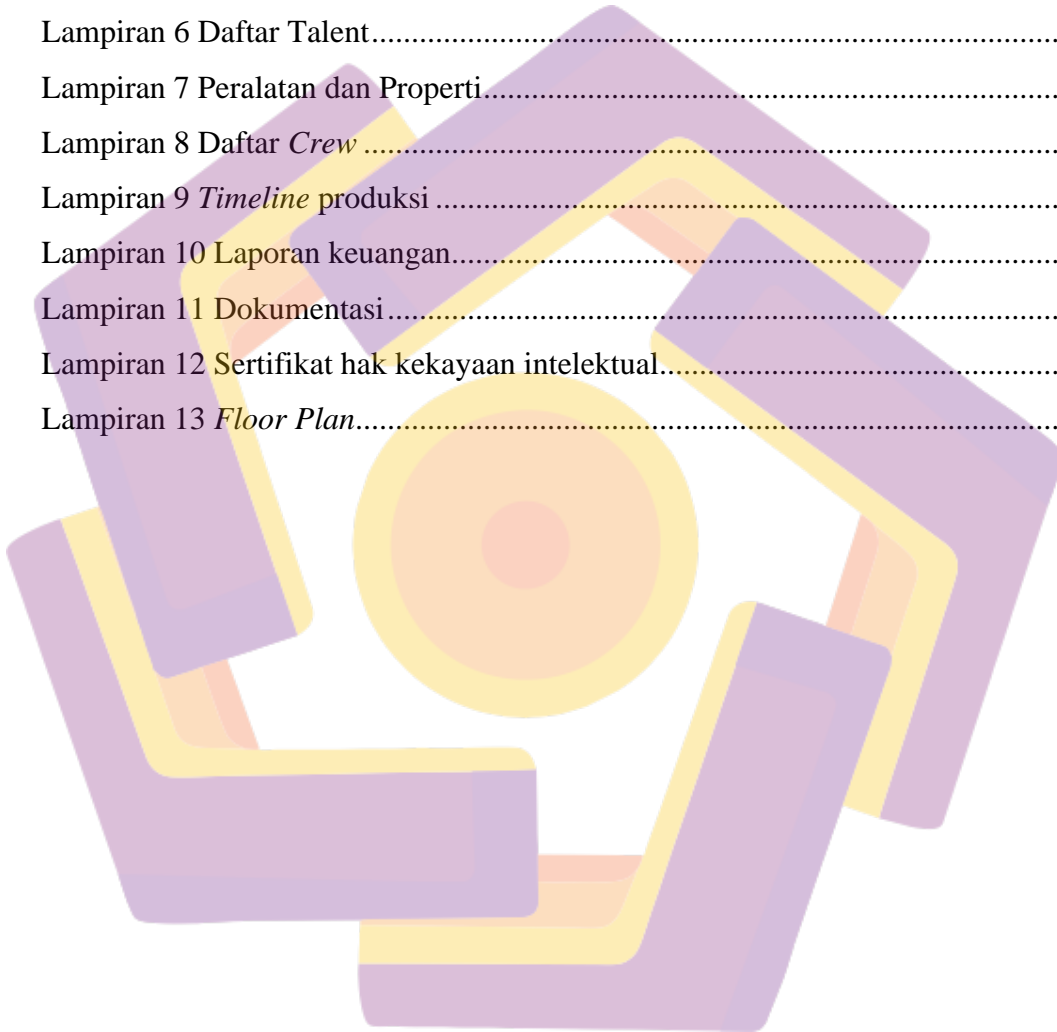 Lampiran 6 Daftar Talent....................................................................................
Lampiran 7 Peralatan dan Properti......................................................................
Lampiran 8 Daftar Crew ......................................................................................
Lampiran 9 Timeline produksi .............................................................................
Lampiran 10 Laporan keuangan...........................................................................
Lampiran 11 Dokumentasi...................................................................................
Lampiran 12 Sertifikat hak kekayaan intelektual.................................................
Lampiran 13 Floor Plan.......................................................................................